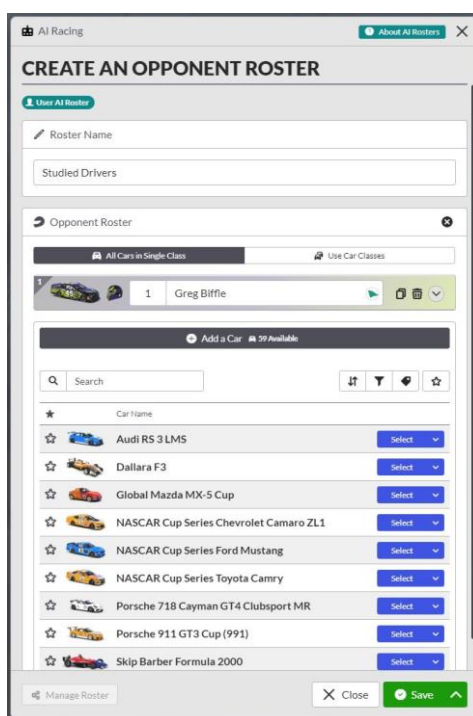 AI Racing
About AI Rosters
CREATE AN OPPONENT ROSTER
User AI Roster
Roster Name
Studied Drivers
Opponent Roster
All Cars in Single Class
Use Car Classes
1
1 Greg Biffle
Add a Car 59 Available
Search
Car Name
Audi RS 3 LMS Select
Dallara F3 Select
Global Mazda MX-5 Cup Select
NASCAR Cup Series Chevrolet Camaro ZL1 Select
NASCAR Cup Series Ford Mustang Select
NASCAR Cup Series Toyota Camry Select
Porsche 718 Cayman GT4 Clubsport MR Select
Porsche 911 GT3 Cup (991) Select
Skip Barber Formula 2000 Select
Manage Roster
Close
Save